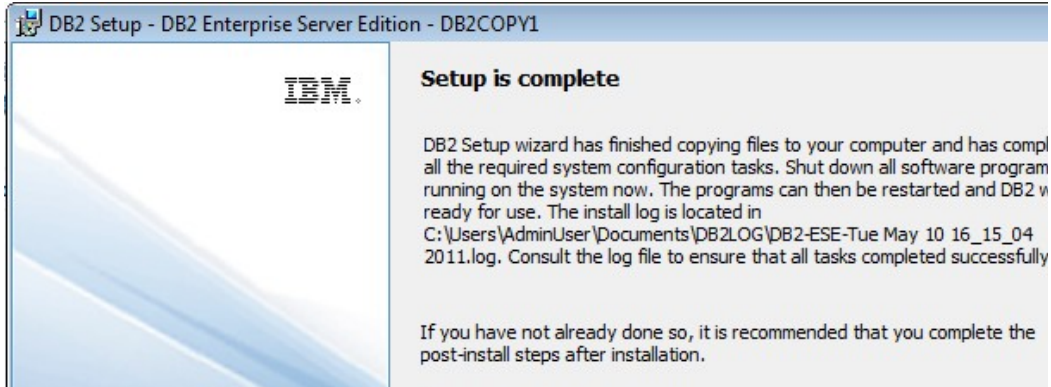 DB2 Setup - DB2 Enterprise Server Edition - DB2COPY1
IBM.
Setup is complete
DB2 Setup wizard has finished copying files to your computer and has
all the required system configuration tasks. Shut down all software
running on the system now. The programs can then be restarted and DB2
ready for use. The install log is located in
C:\Users\AdminUser\Documents\DB2LOG\DB2-ESE-Tue May 10 16_15_04
2011.log. Consult the log file to ensure that all tasks completed successfully
If you have not already done so, it is recommended that you complete the
post-install steps after installation.